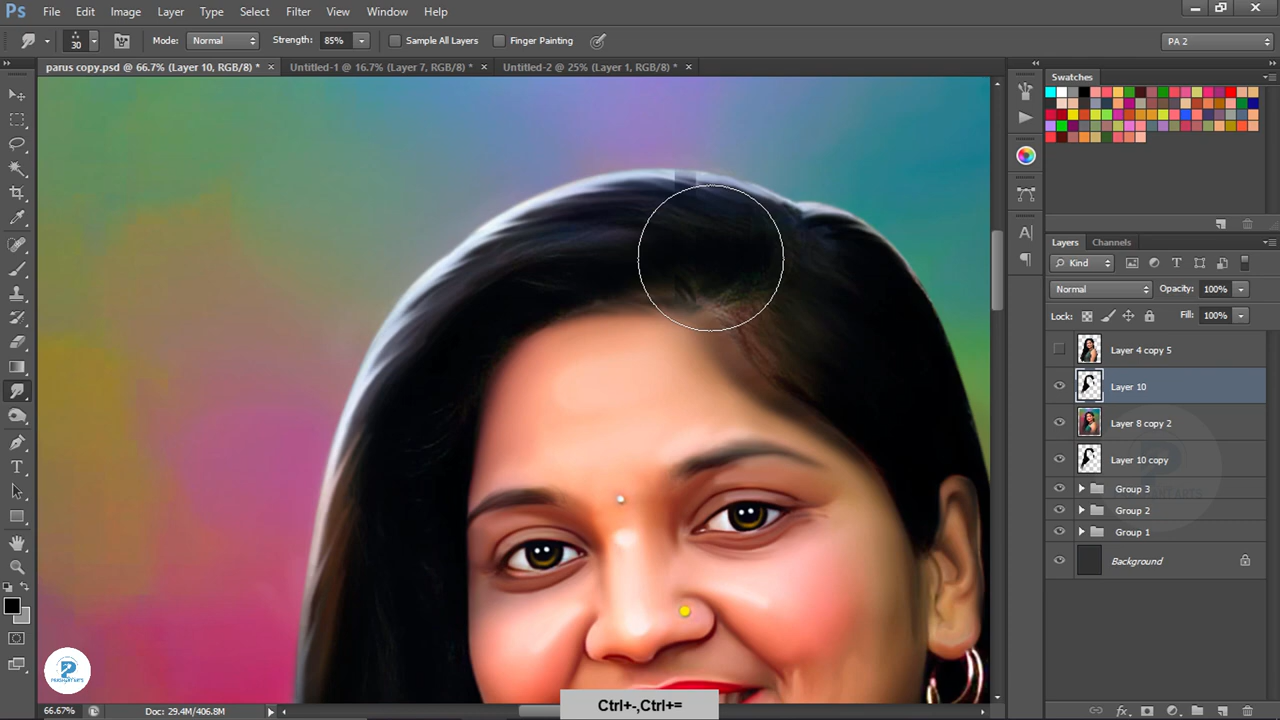 Ps File Edit Image Layer Type Select Filter View Window Help
30 Mode: Normal Strength: 85% Sample All Layers Finger Painting PA 2
parus copy.psd @ 66.7% (Layer 10, RGB/8) * × Untitled-1 @ 16.7% (Layer 7, RGB/8) * × Untitled-2 @ 25% (Layer 1, RGB/8) * ×
Swatches
Layers Channels
Kind
Normal Opacity: 100%
Lock: Fill: 100%
Layer 4 copy 5
Layer 10
Layer 8 copy 2
Layer 10 copy
Group 3
Group 2
Group 1
Background
Ctrl+-,Ctrl+=
66.67% Doc: 29.4M/406.8M